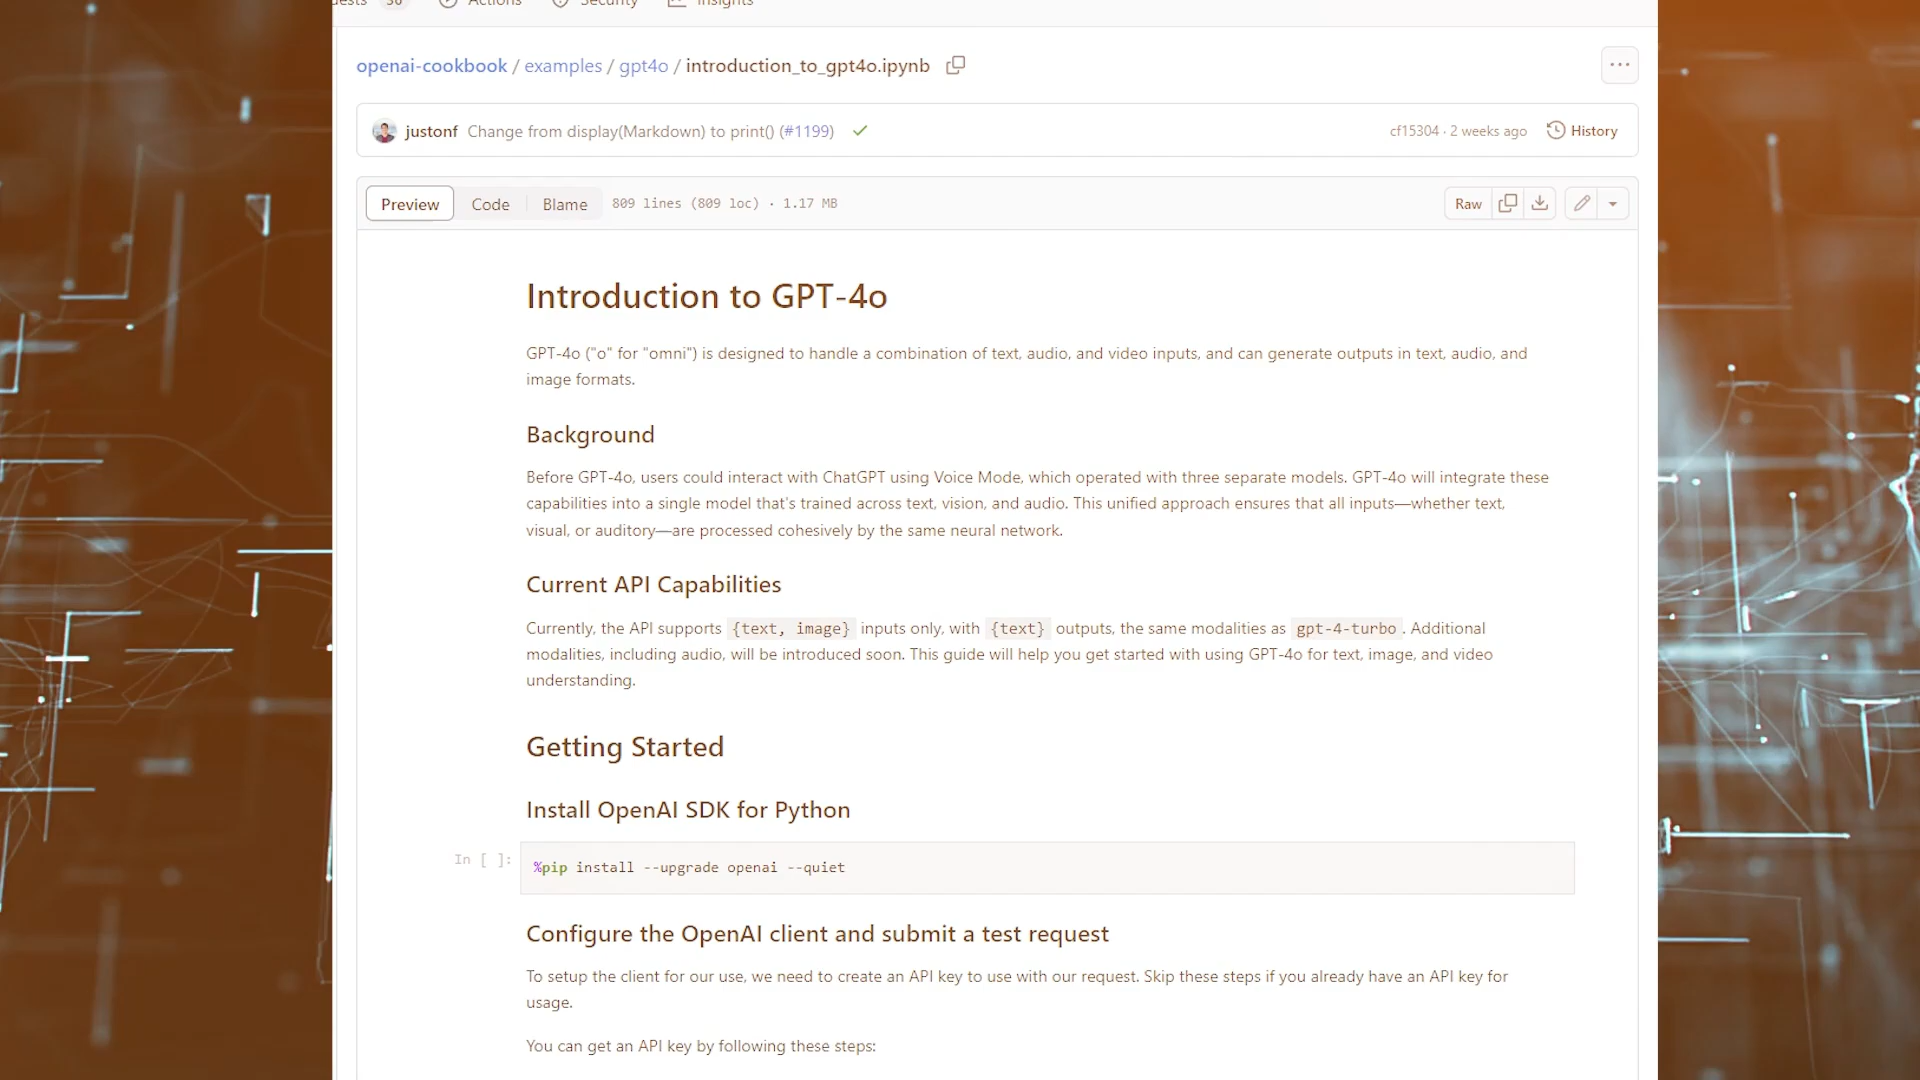 Actions Security Insights
openai-cookbook / examples / gpt4o / introduction_to_gpt4o.ipynb
justonf Change from display(Markdown) to print() (#1199) cf15304 · 2 weeks ago History
Preview Code Blame 809 lines (809 loc) · 1.17 MB Raw
Introduction to GPT-4o
GPT-4o ("o" for "omni") is designed to handle a combination of text, audio, and video inputs, and can generate outputs in text, audio, and
image formats.
Background
Before GPT-4o, users could interact with ChatGPT using Voice Mode, which operated with three separate models. GPT-4o will integrate these
capabilities into a single model that's trained across text, vision, and audio. This unified approach ensures that all inputs—whether text,
visual, or auditory—are processed cohesively by the same neural network.
Current API Capabilities
Currently, the API supports {text, image} inputs only, with {text} outputs, the same modalities as gpt-4-turbo . Additional
modalities, including audio, will be introduced soon. This guide will help you get started with using GPT-4o for text, image, and video
understanding.
Getting Started
Install OpenAI SDK for Python
In [ ]: %pip install --upgrade openai --quiet
Configure the OpenAI client and submit a test request
To setup the client for our use, we need to create an API key to use with our request. Skip these steps if you already have an API key for
usage.
You can get an API key by following these steps: